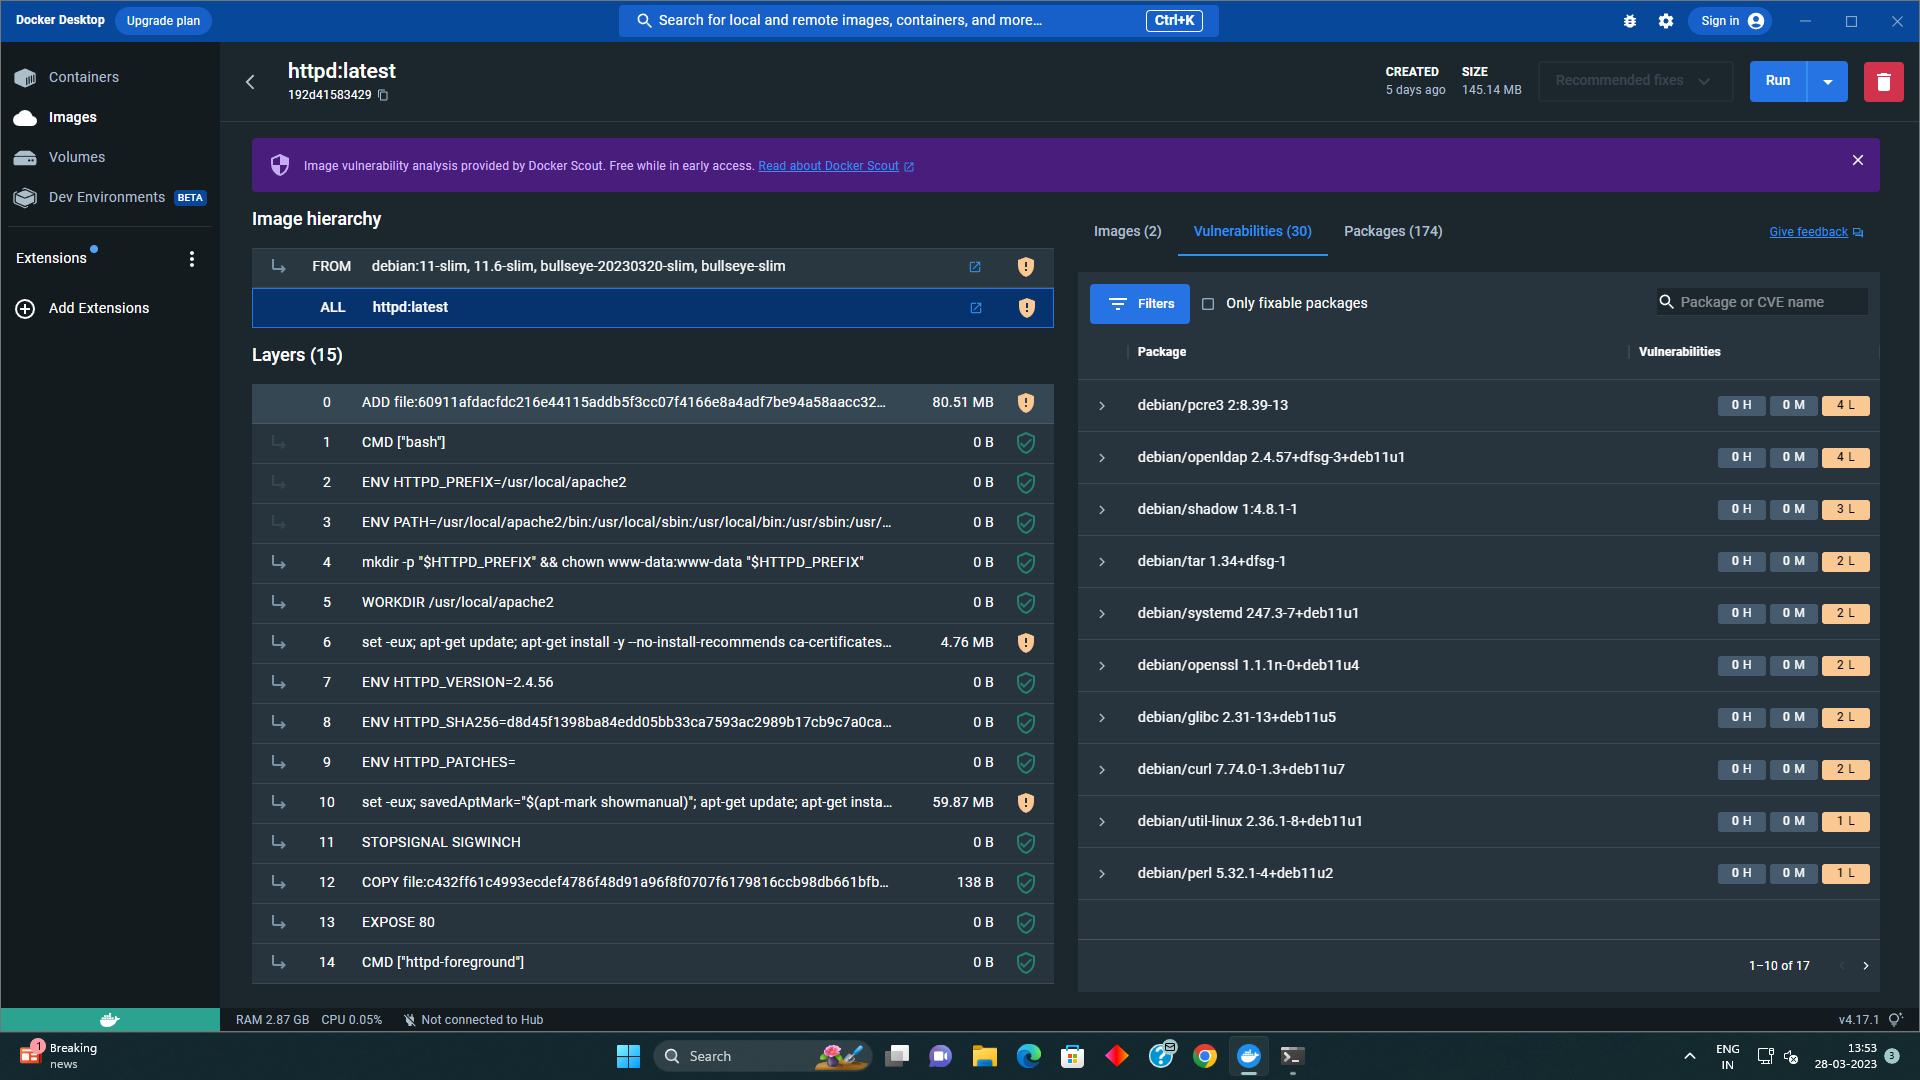 Docker Desktop
Upgrade plan
Search for local and remote images, containers, and more...
Ctrl+K
Sign in
Containers
Images
Volumes
Dev Environments BETA
Extensions
Add Extensions
httpd:latest
192d41583429
CREATED
5 days ago
SIZE
145.14 MB
Recommended fixes
Run
Image vulnerability analysis provided by Docker Scout. Free while in early access. Read about Docker Scout
Image hierarchy
FROM debian:11-slim, 11.6-slim, bullseye-20230320-slim, bullseye-slim
ALL httpd:latest
Layers (15)
0 ADD file:60911afdacfdc216e44115addb5f3cc07f4166e8a4adf7be94a58aacc32... 80.51 MB
1 CMD ["bash"] 0 B
2 ENV HTTPD_PREFIX=/usr/local/apache2 0 B
3 ENV PATH=/usr/local/apache2/bin:/usr/local/sbin:/usr/local/bin:/usr/sbin:/usr/... 0 B
4 mkdir -p "$HTTPD_PREFIX" && chown www-data:www-data "$HTTPD_PREFIX" 0 B
5 WORKDIR /usr/local/apache2 0 B
6 set -eux; apt-get update; apt-get install -y --no-install-recommends ca-certificates... 4.76 MB
7 ENV HTTPD_VERSION=2.4.56 0 B
8 ENV HTTPD_SHA256=d8d45f1398ba84edd05bb33ca7593ac2989b17cb9c7a0ca... 0 B
9 ENV HTTPD_PATCHES= 0 B
10 set -eux; savedAptMark="$(apt-mark showmanual)"; apt-get update; apt-get insta... 59.87 MB
11 STOPSIGNAL SIGWINCH 0 B
12 COPY file:c432ff61c4993ecdef4786f48d91a96f8f0707f6179816ccb98db661bfb... 138 B
13 EXPOSE 80 0 B
14 CMD ["httpd-foreground"] 0 B
Images (2)
Vulnerabilities (30)
Packages (174)
Give feedback
Filters
Only fixable packages
Package or CVE name
Package Vulnerabilities
debian/pcre3 2:8.39-13 0 H 0 M 4 L
debian/openldap 2.4.57+dfsg-3+deb11u1 0 H 0 M 4 L
debian/shadow 1:4.8.1-1 0 H 0 M 3 L
debian/tar 1.34+dfsg-1 0 H 0 M 2 L
debian/systemd 247.3-7+deb11u1 0 H 0 M 2 L
debian/openssl 1.1.1n-0+deb11u4 0 H 0 M 2 L
debian/glibc 2.31-13+deb11u5 0 H 0 M 2 L
debian/curl 7.74.0-1.3+deb11u7 0 H 0 M 2 L
debian/util-linux 2.36.1-8+deb11u1 0 H 0 M 1 L
debian/perl 5.32.1-4+deb11u2 0 H 0 M 1 L
1–10 of 17
RAM 2.87 GB CPU 0.05% Not connected to Hub
v4.17.1
1
Breaking
news
Search
ENG
IN
13:53
28-03-2023
3